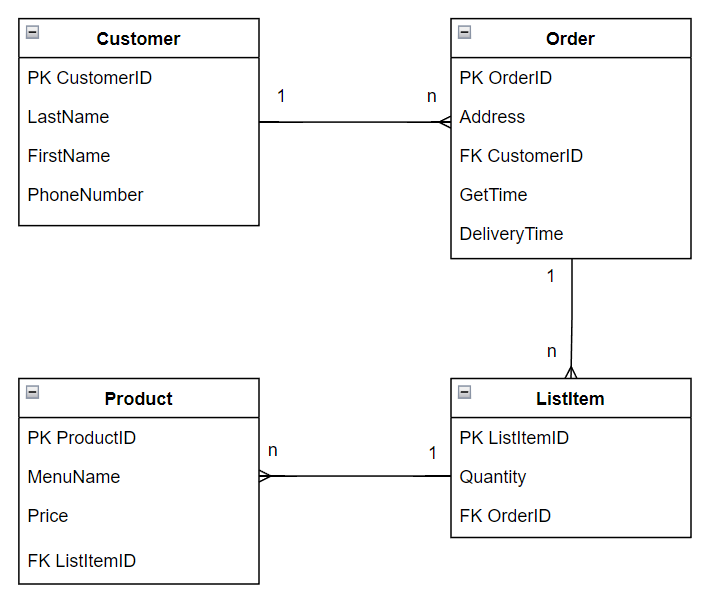 Customer
PK CustomerID
LastName
FirstName
PhoneNumber
1
n
Order
PK OrderID
Address
FK CustomerID
GetTime
DeliveryTime
1
n
Product
PK ProductID
MenuName
Price
FK ListItemID
n
1
ListItem
PK ListItemID
Quantity
FK OrderID